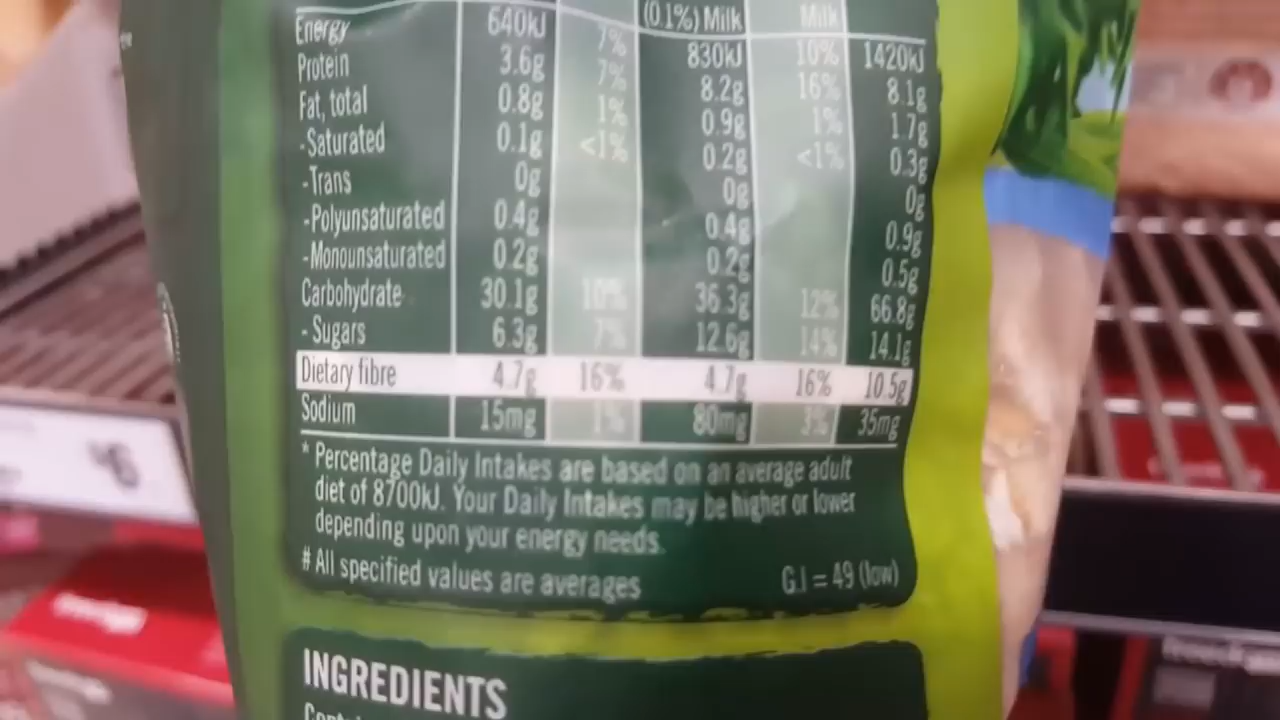 (0.1%) Milk Milk
Energy 640kJ 7% 830kJ 10% 1420kJ
Protein 3.6g 7% 8.2g 16% 8.1g
Fat, total 0.8g 1% 0.9g 1% 1.7g
-Saturated 0.1g <1% 0.2g <1% 0.3g
-Trans 0g 0g 0g
-Polyunsaturated 0.4g 0.4g 0.9g
-Monounsaturated 0.2g 0.2g 0.5g
Carbohydrate 30.1g 10% 36.3g 12% 66.8g
- Sugars 6.3g 7% 12.6g 14% 14.1g
Dietary fibre 4.7g 16% 4.7g 16% 10.5g
Sodium 15mg 1% 80mg 3% 35mg
* Percentage Daily Intakes are based on an average adult
diet of 8700kJ. Your Daily Intakes may be higher or lower
depending upon your energy needs.
# All specified values are averages
G.I = 49 (low)
INGREDIENTS